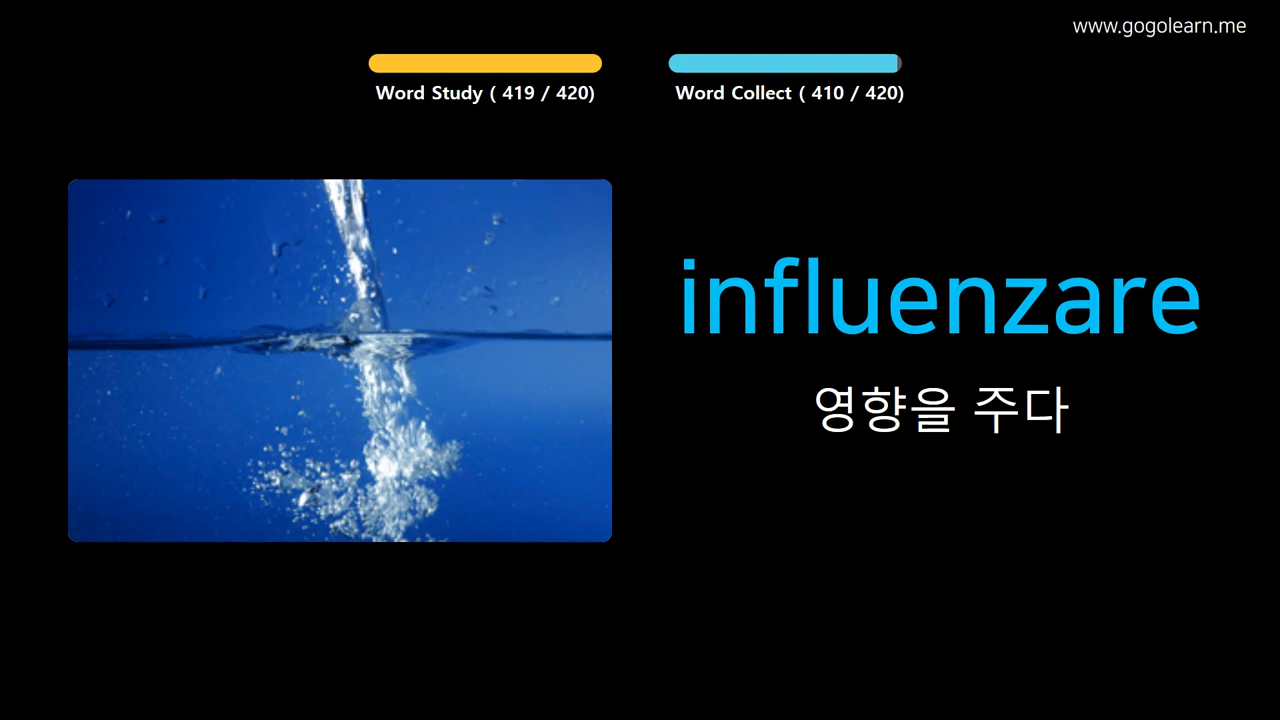 www.gogolearn.me
Word Study ( 419 / 420)
Word Collect ( 410 / 420)
influenzare
영향을 주다